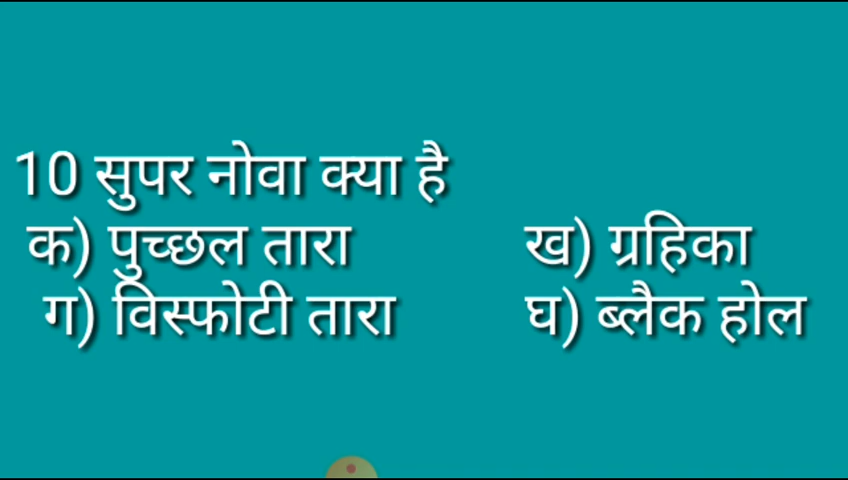 10 सुपर नोवा क्या है
क) पुच्छल तारा ख) ग्रहिका
ग) विस्फोटी तारा घ) ब्लैक होल